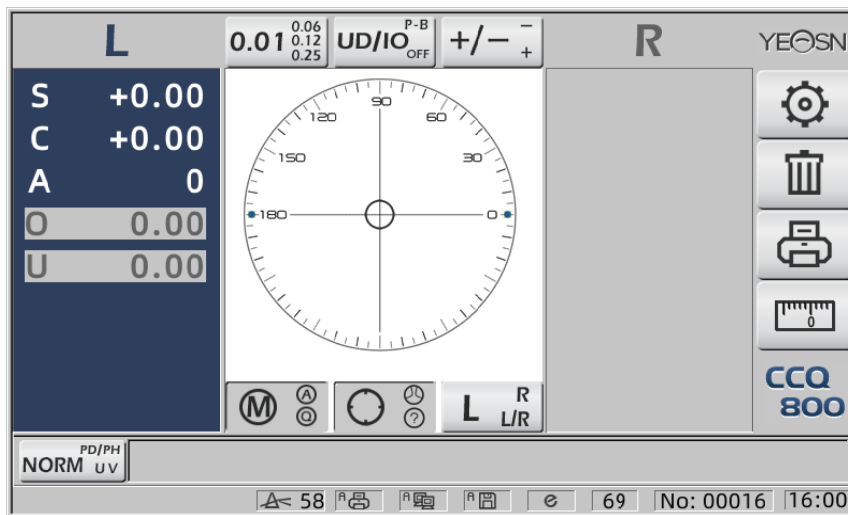 L
0.01 0.06 0.12 0.25
UD/IO P-B OFF
+/− − +
R
YEOSN
S +0.00
C +0.00
A 0
O 0.00
U 0.00
90
120 60
150 30
180 0
0
CCQ
800
M A Q
?
L R L/R
NORM PD/PH UV
58 A A A e 69 No: 00016 16:00